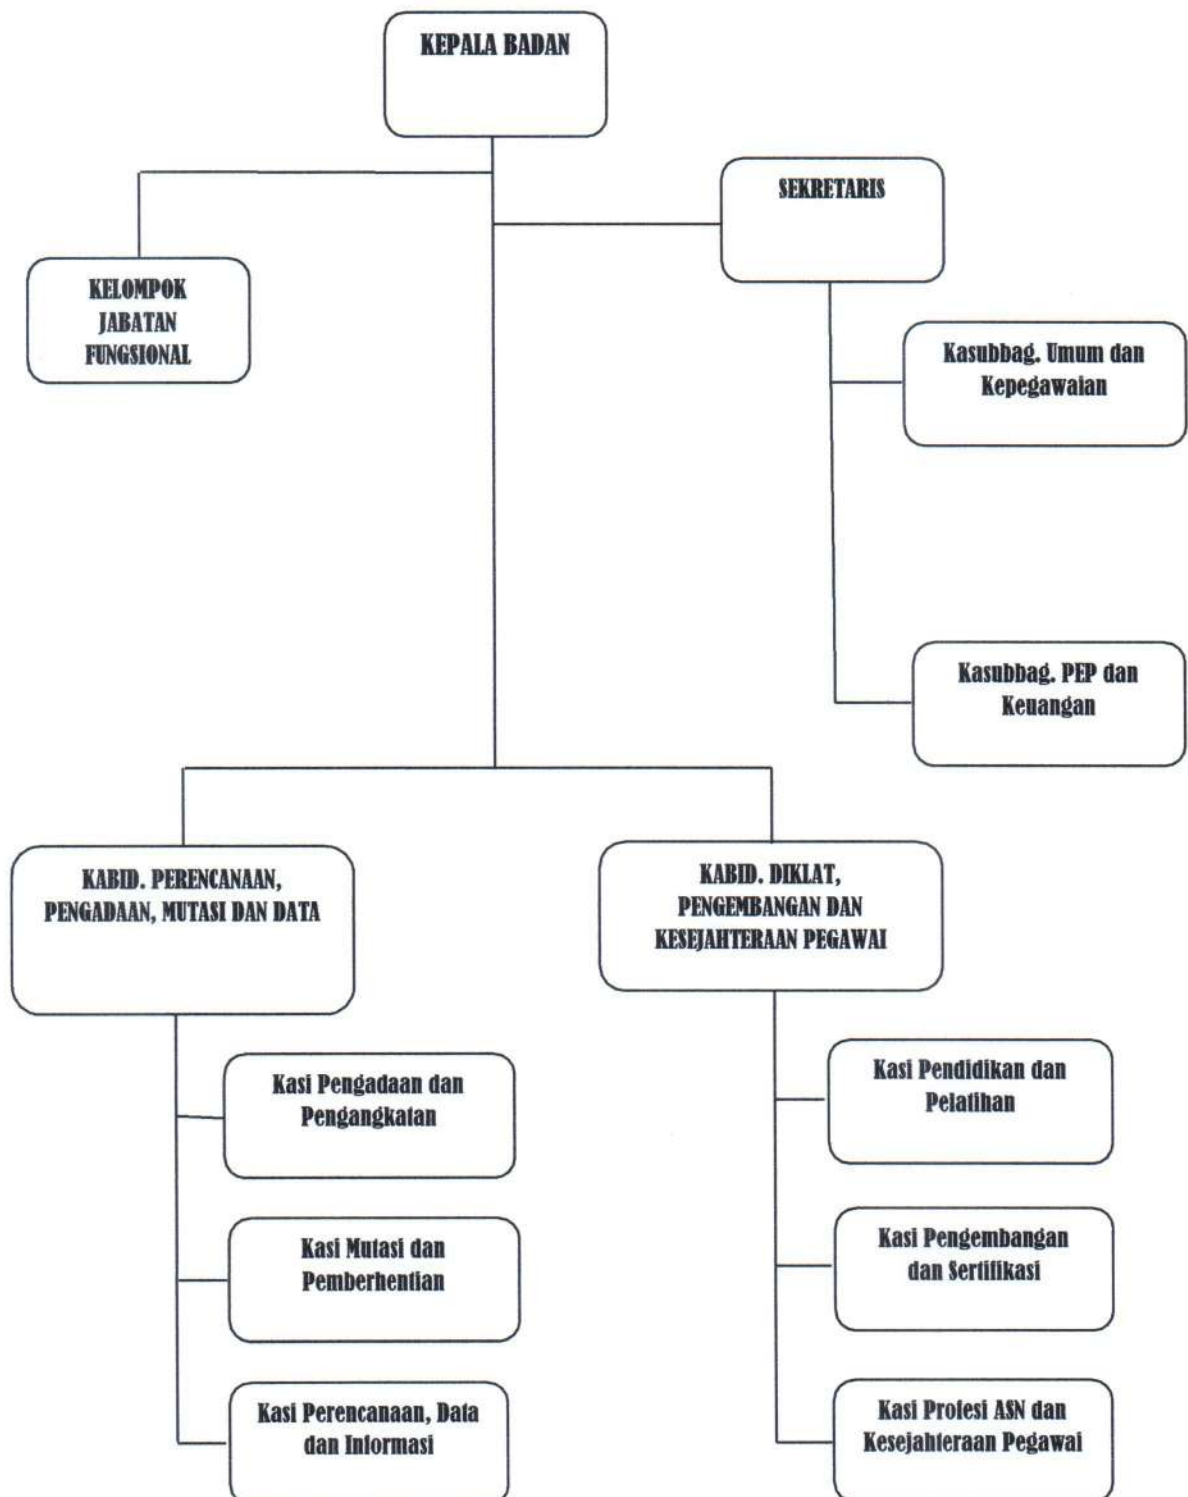 KEPALA BADAN
SEKRETARIS
KELOMPOK
JABATAN
FUNGSIONAL
Kasubbag. Umum dan
Kepegawaian
Kasubbag. PEP dan
Keuangan
KABID. PERENCANAAN,
PENGADAAN, MUTASI DAN DATA
KABID. DIKLAT,
PENGEMBANGAN DAN
KESEJAHTERAAN PEGAWAI
Kasi Pengadaan dan
Pengangkatan
Kasi Mutasi dan
Pemberhentian
Kasi Perencanaan, Data
dan Informasi
Kasi Pendidikan dan
Pelatihan
Kasi Pengembangan
dan Sertifikasi
Kasi Profesi ASN dan
Kesejahteraan Pegawai